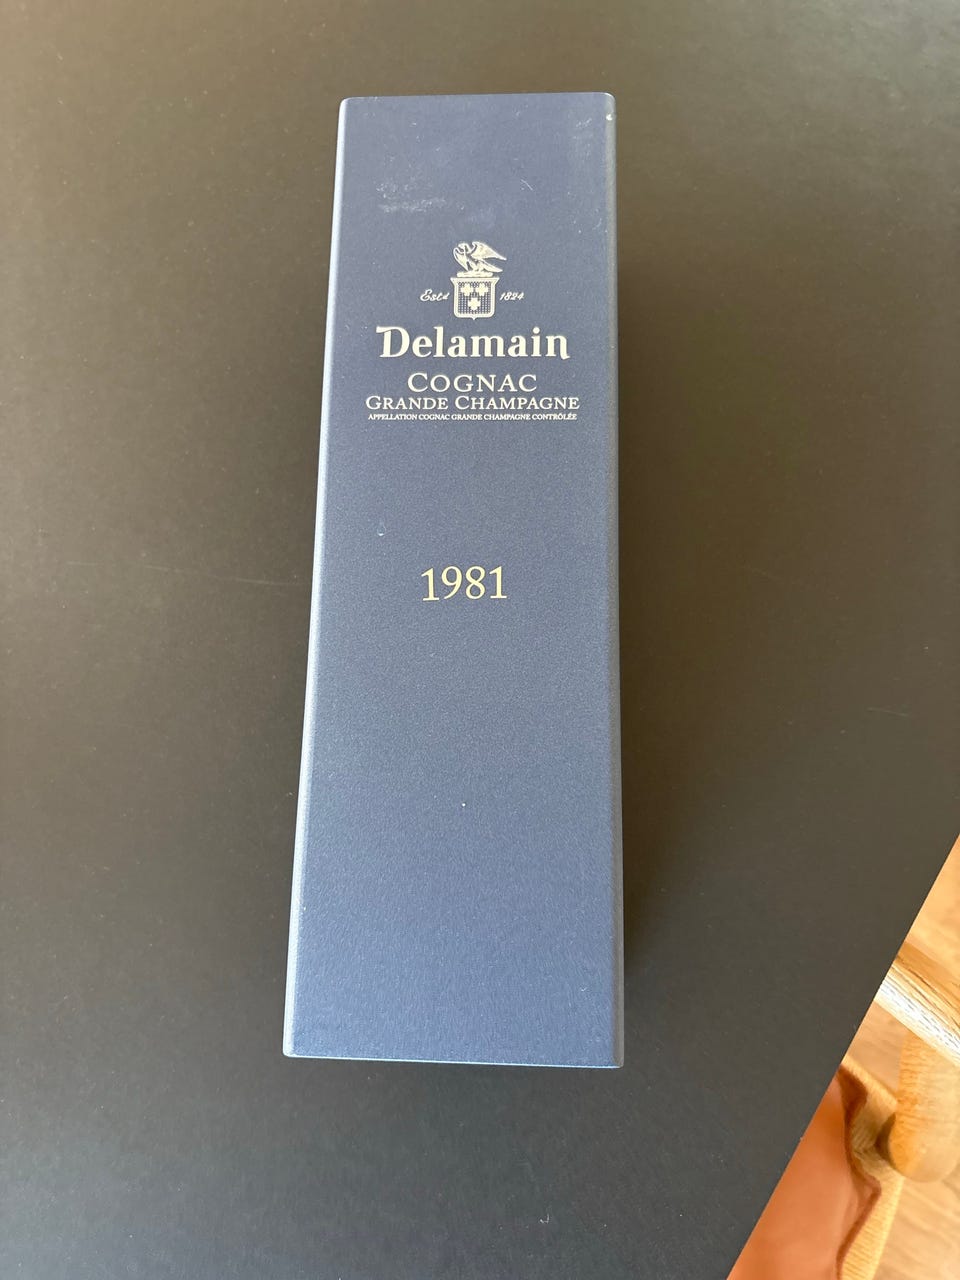 Estd 1824
Delamain
COGNAC
GRANDE CHAMPAGNE
APPELLATION COGNAC GRANDE CHAMPAGNE CONTRÔLÉE
1981